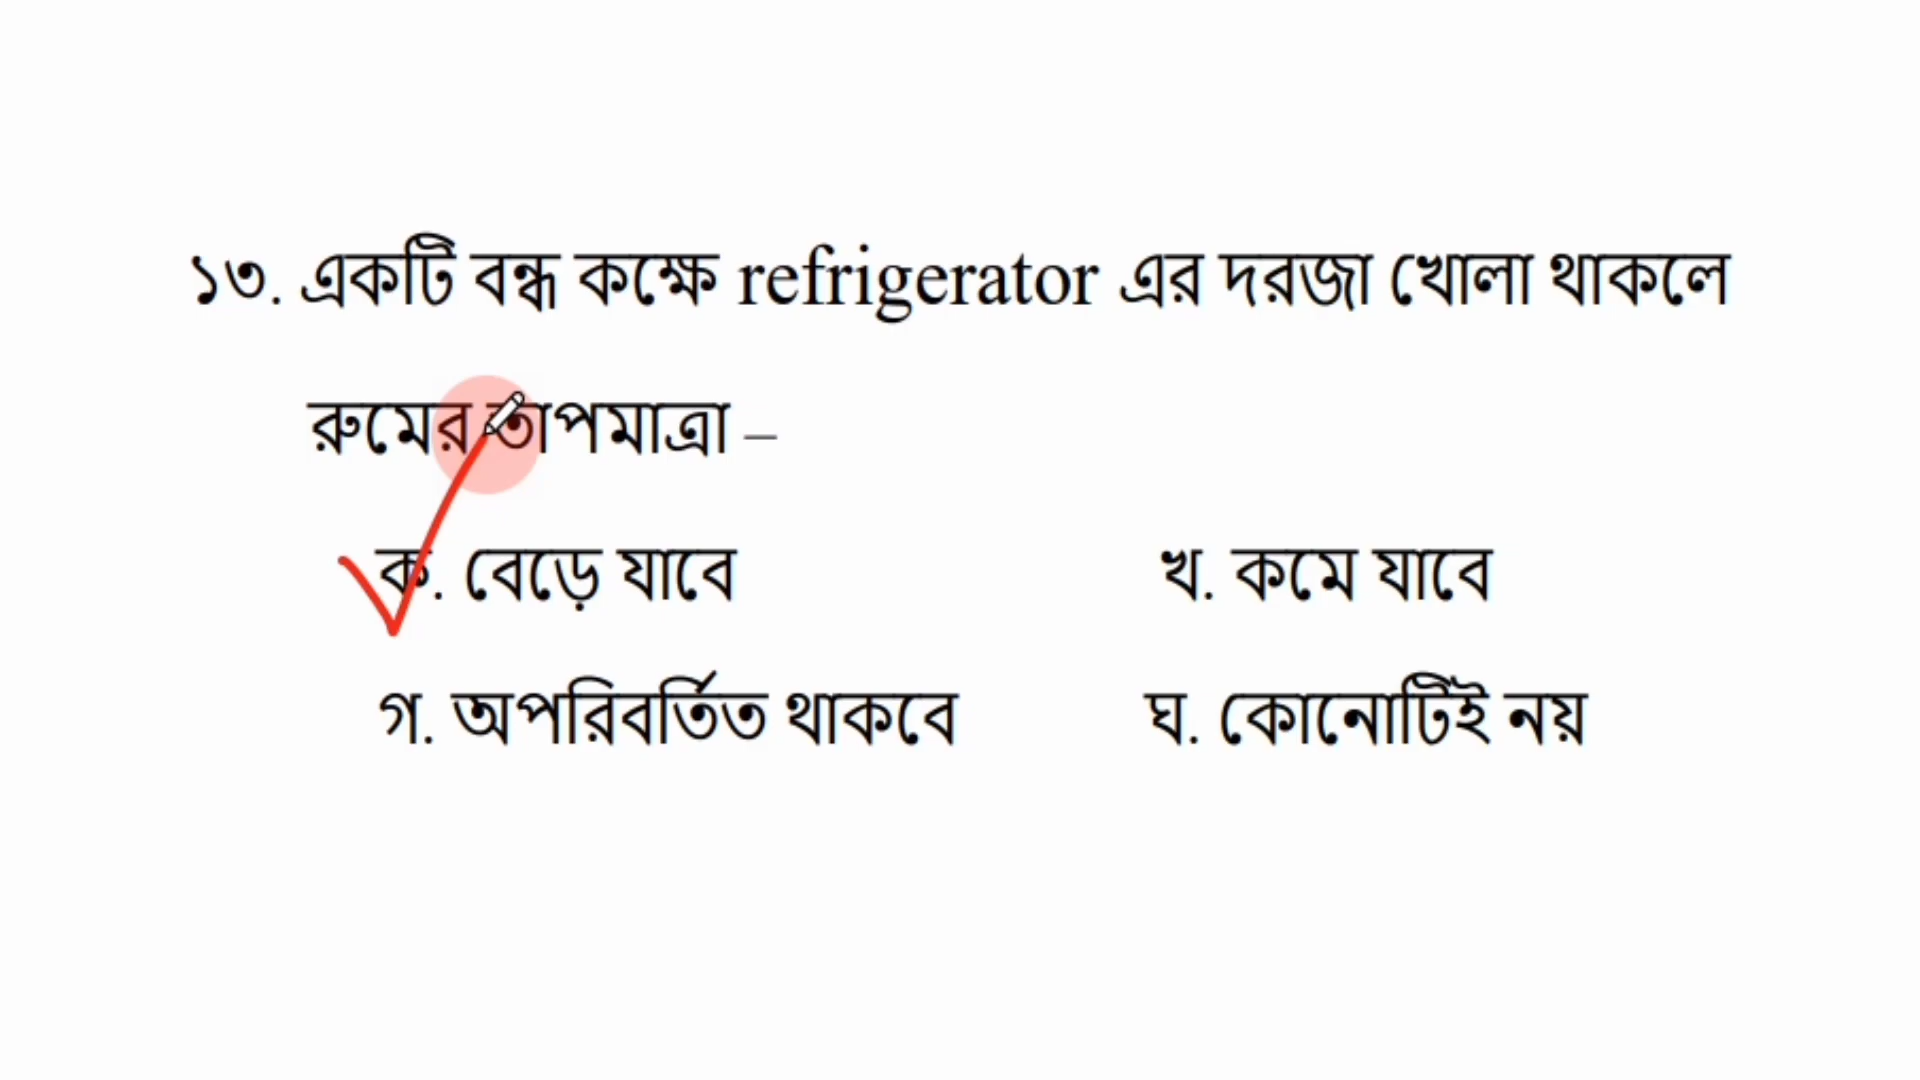 ১৩. একটি বন্ধ কক্ষে refrigerator এর দরজা খোলা থাকলে
রুমের তাপমাত্রা –
ক. বেড়ে যাবে খ. কমে যাবে
গ. অপরিবর্তিত থাকবে ঘ. কোনোটিই নয়